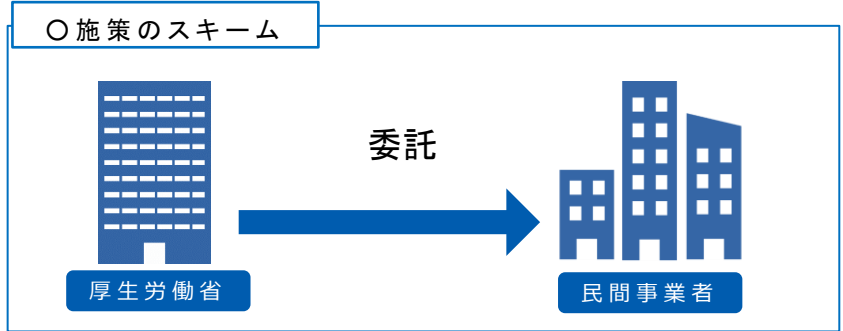 〇施策のスキーム
委託
厚生労働省
民間事業者